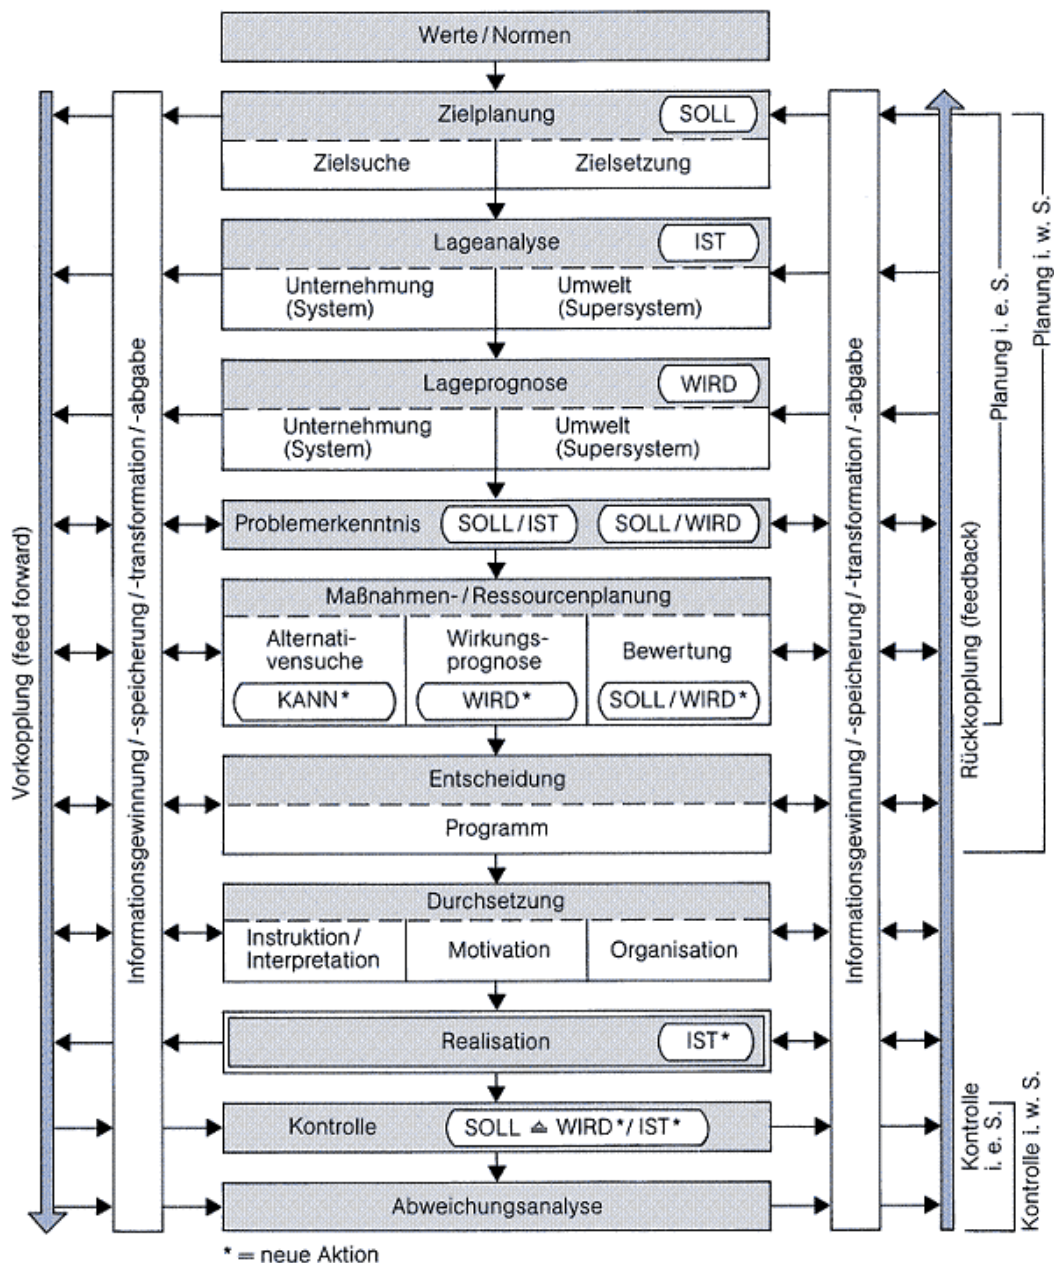 Werte / Normen
Zielplanung
SOLL
Zielsuche
Zielsetzung
Lageanalyse
IST
Unternehmung
(System)
Umwelt
(Supersystem)
Lageprognose
WIRD
Unternehmung
(System)
Umwelt
(Supersystem)
Problemerkenntnis
SOLL / IST
SOLL / WIRD
Maßnahmen- / Ressourcenplanung
Alternati-
vensuche
KANN*
Wirkungs-
prognose
WIRD*
Bewertung
SOLL / WIRD*
Entscheidung
Programm
Durchsetzung
Instruktion /
Interpretation
Motivation
Organisation
Realisation
IST*
Kontrolle
SOLL ≙ WIRD* / IST*
Abweichungsanalyse
* = neue Aktion
Vorkopplung (feed forward)
Informationsgewinnung / -speicherung / -transformation / -abgabe
Informationsgewinnung / -speicherung / -transformation / -abgabe
Rückkopplung (feedback)
Planung i. e. S.
Planung i. w. S.
Kontrolle
i. e. S.
Kontrolle i. w. S.